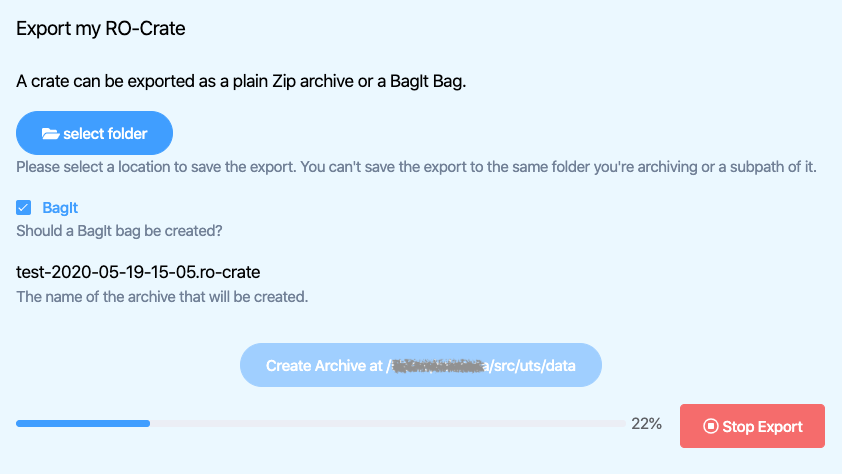 Export my RO-Crate
A crate can be exported as a plain Zip archive or a BagIt Bag.
select folder
Please select a location to save the export. You can't save the export to the same folder you're archiving or a subpath of it.
BagIt
Should a BagIt bag be created?
test-2020-05-19-15-05.ro-crate
The name of the archive that will be created.
Create Archive at / a/src/uts/data
22%
Stop Export